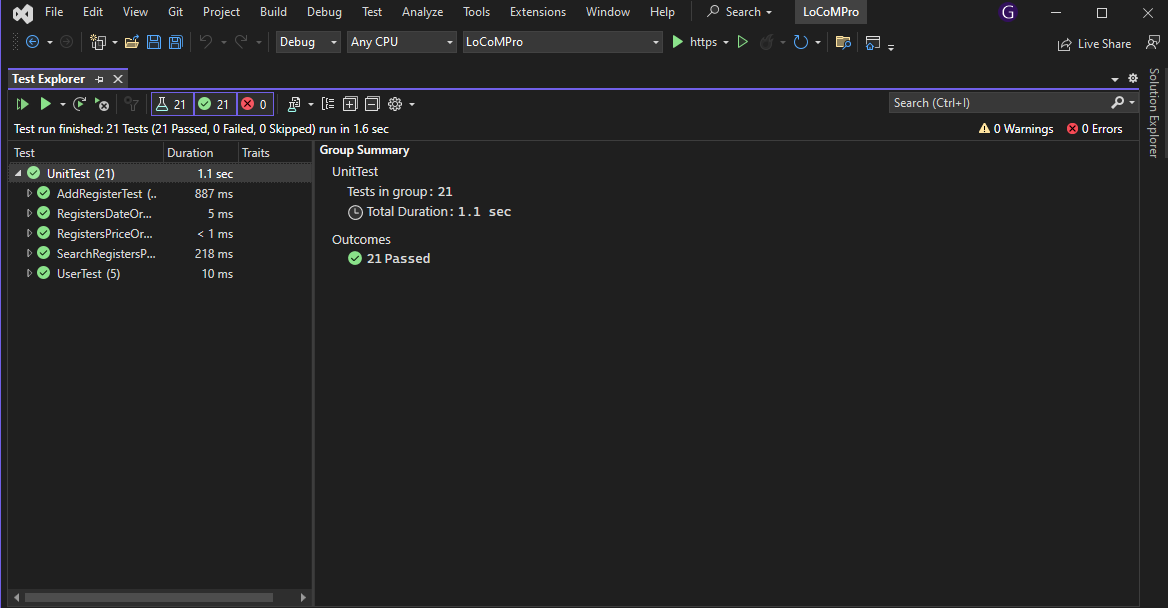 File Edit View Git Project Build Debug Test Analyze Tools Extensions Window Help Search LoCoMPro G
Debug Any CPU LoCoMPro https Live Share
Test Explorer
21 21 0 Search (Ctrl+I)
Test run finished: 21 Tests (21 Passed, 0 Failed, 0 Skipped) run in 1.6 sec 0 Warnings 0 Errors
Test Duration Traits
UnitTest (21) 1.1 sec
AddRegisterTest (.. 887 ms
RegistersDateOr... 5 ms
RegistersPriceOr... < 1 ms
SearchRegistersP... 218 ms
UserTest (5) 10 ms
Group Summary
UnitTest
Tests in group: 21
Total Duration: 1.1 sec
Outcomes
21 Passed
Solution Explorer